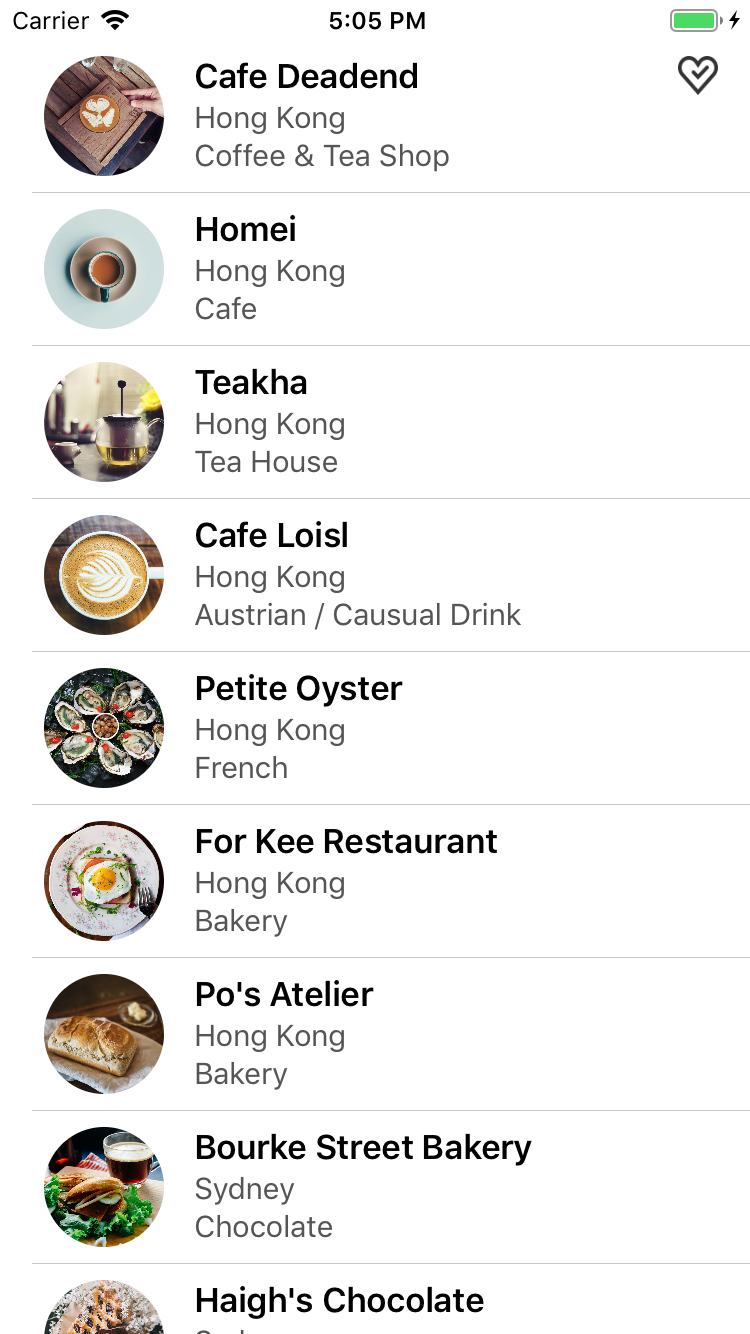 Carrier 5:05 PM
Cafe Deadend
Hong Kong
Coffee & Tea Shop
Homei
Hong Kong
Cafe
Teakha
Hong Kong
Tea House
Cafe Loisl
Hong Kong
Austrian / Causual Drink
Petite Oyster
Hong Kong
French
For Kee Restaurant
Hong Kong
Bakery
Po's Atelier
Hong Kong
Bakery
Bourke Street Bakery
Sydney
Chocolate
Haigh's Chocolate